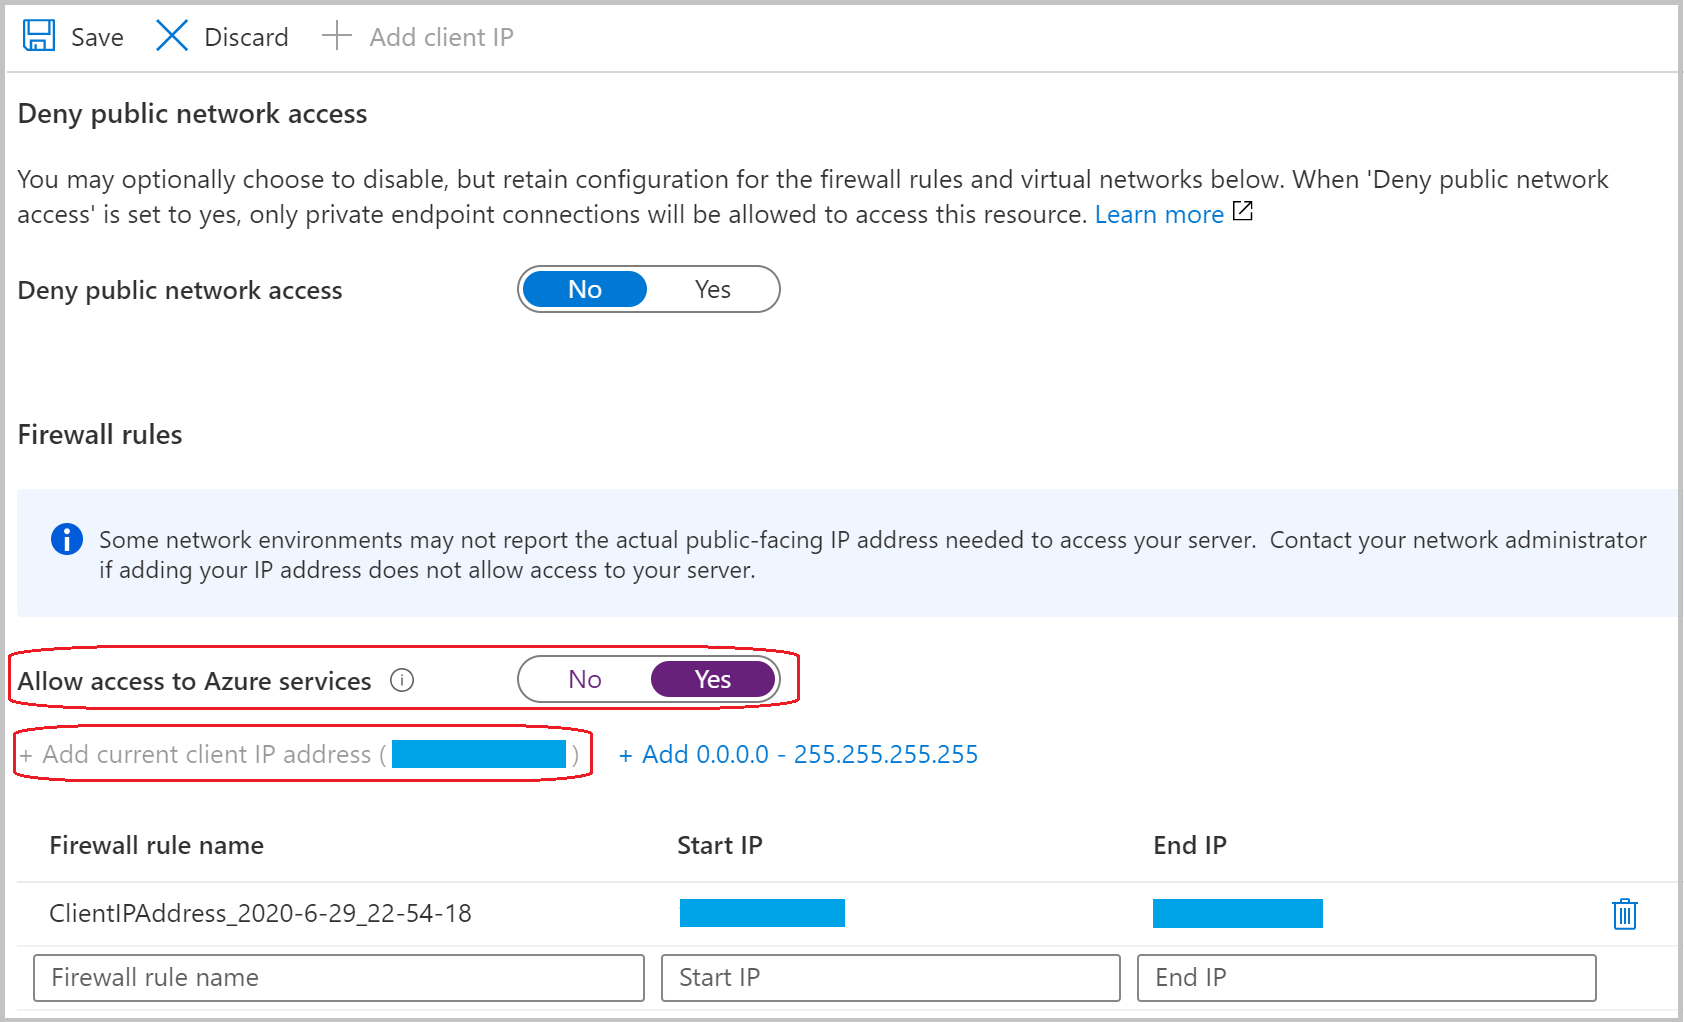 Save Discard Add client IP
Deny public network access
You may optionally choose to disable, but retain configuration for the firewall rules and virtual networks below. When 'Deny public network
access' is set to yes, only private endpoint connections will be allowed to access this resource. Learn more
Deny public network access No Yes
Firewall rules
Some network environments may not report the actual public-facing IP address needed to access your server. Contact your network administrator
if adding your IP address does not allow access to your server.
Allow access to Azure services No Yes
+ Add current client IP address ( ) + Add 0.0.0.0 - 255.255.255.255
Firewall rule name Start IP End IP
ClientIPAddress_2020-6-29_22-54-18
Firewall rule name Start IP End IP